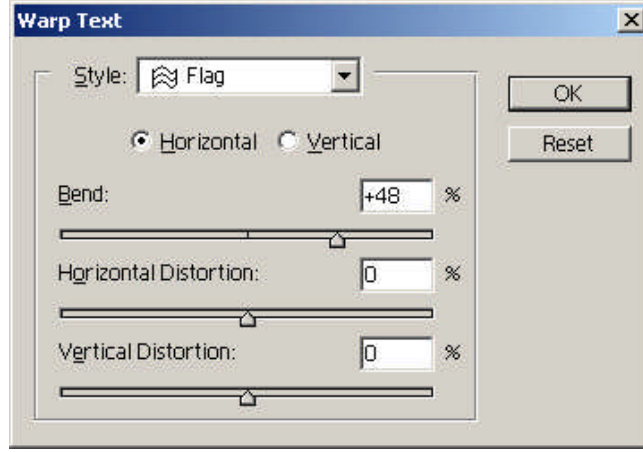 Warp Text
Style: Flag
OK
Horizontal Vertical
Reset
Bend: +48 %
Horizontal Distortion: 0 %
Vertical Distortion: 0 %